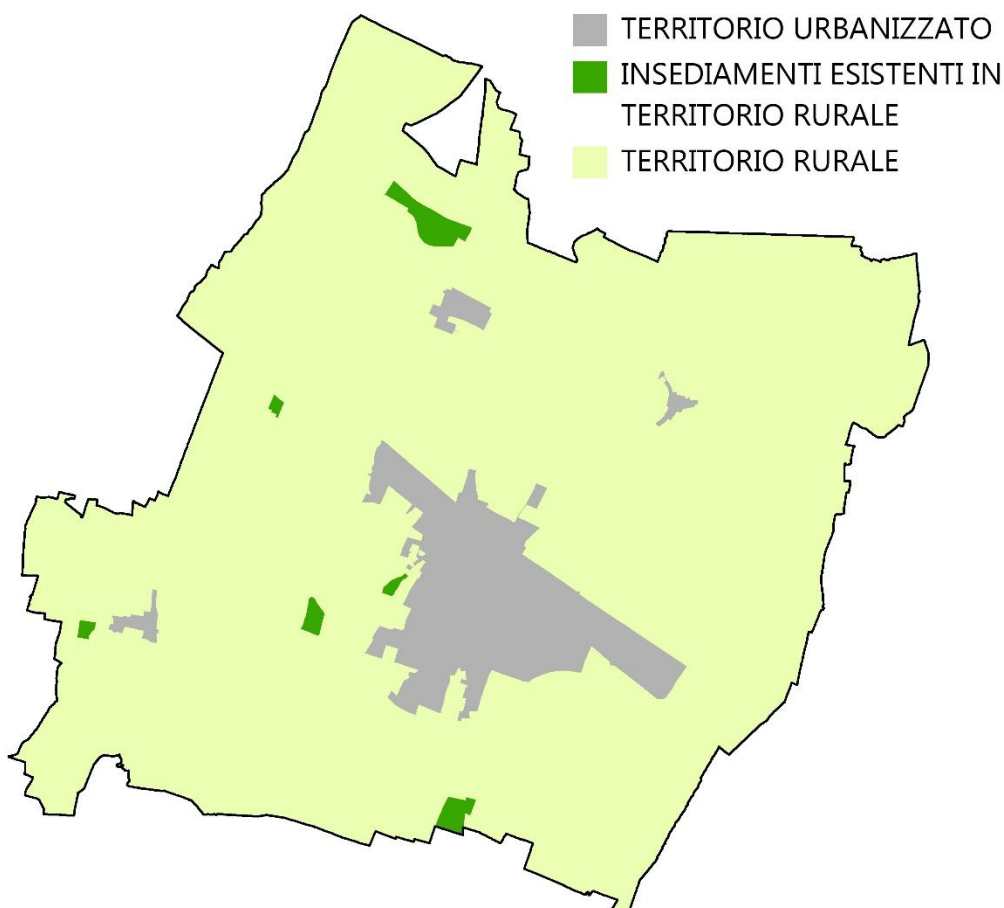 TERRITORIO URBANIZZATO
INSEDIAMENTI ESISTENTI IN
TERRITORIO RURALE
TERRITORIO RURALE